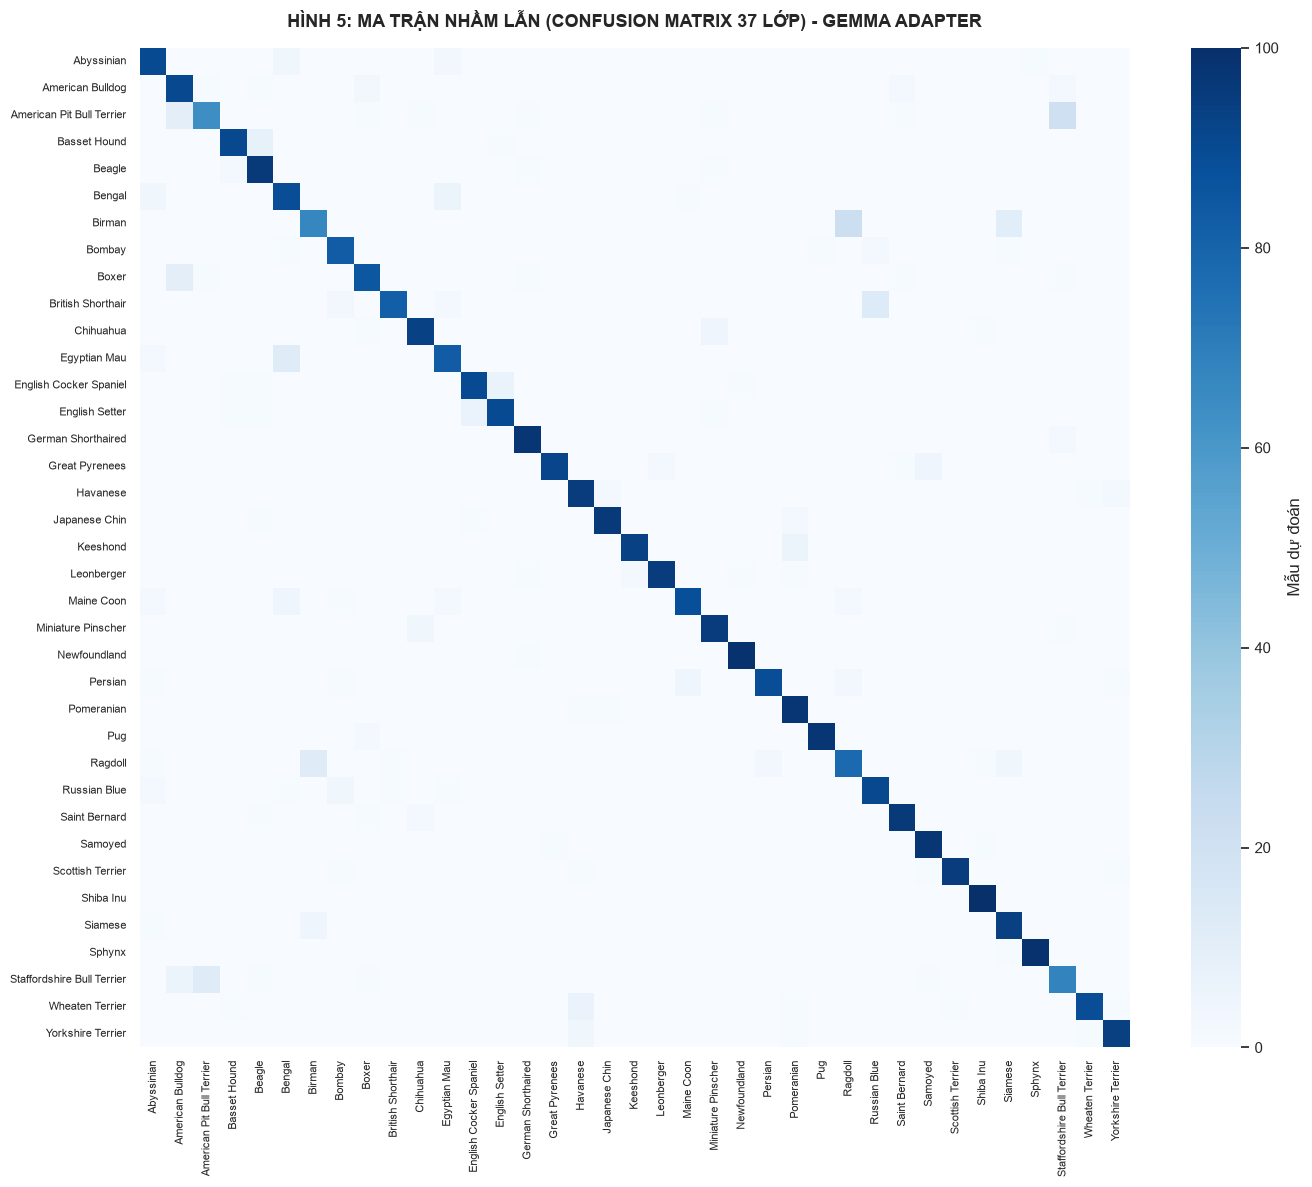 HÌNH 5: MA TRẬN NHẦM LẪN (CONFUSION MATRIX 37 LỚP) - GEMMA ADAPTER
Abyssinian
American Bulldog
American Pit Bull Terrier
Basset Hound
Beagle
Bengal
Birman
Bombay
Boxer
British Shorthair
Chihuahua
Egyptian Mau
English Cocker Spaniel
English Setter
German Shorthaired
Great Pyrenees
Havanese
Japanese Chin
Keeshond
Leonberger
Maine Coon
Miniature Pinscher
Newfoundland
Persian
Pomeranian
Pug
Ragdoll
Russian Blue
Saint Bernard
Samoyed
Scottish Terrier
Shiba Inu
Siamese
Sphynx
Staffordshire Bull Terrier
Wheaten Terrier
Yorkshire Terrier
Abyssinian
American Bulldog
American Pit Bull Terrier
Basset Hound
Beagle
Bengal
Birman
Bombay
Boxer
British Shorthair
Chihuahua
Egyptian Mau
English Cocker Spaniel
English Setter
German Shorthaired
Great Pyrenees
Havanese
Japanese Chin
Keeshond
Leonberger
Maine Coon
Miniature Pinscher
Newfoundland
Persian
Pomeranian
Pug
Ragdoll
Russian Blue
Saint Bernard
Samoyed
Scottish Terrier
Shiba Inu
Siamese
Sphynx
Staffordshire Bull Terrier
Wheaten Terrier
Yorkshire Terrier
100
80
60
40
20
0
Mẫu dự đoán